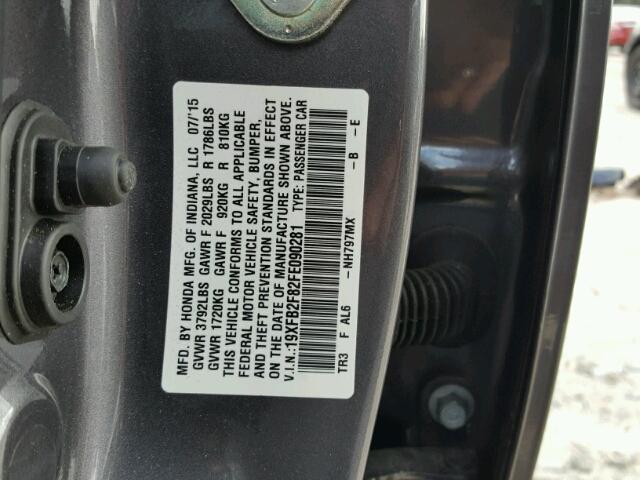 MFD. BY HONDA MFG. OF INDIANA, LLC 07/15
GVWR 3792LBS GAWR F 2029LBS R 1786LBS
GVWR 1720KG GAWR F 920KG R 810KG
THIS VEHICLE CONFORMS TO ALL APPLICABLE
FEDERAL MOTOR VEHICLE SAFETY, BUMPER,
AND THEFT PREVENTION STANDARDS IN EFFECT
ON THE DATE OF MANUFACTURE SHOWN ABOVE.
V.I.N.:19XFB2F82FE090281 TYPE: PASSENGER CAR
TR3 F AL6 -NH797MX -B -E